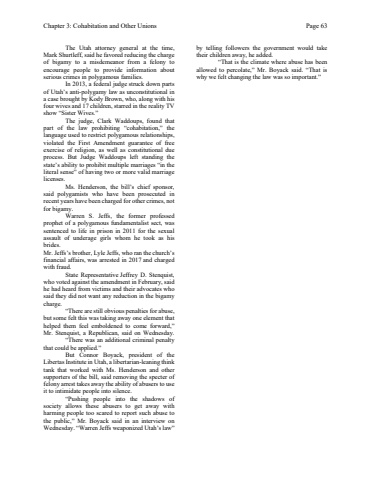 Chapter 3: Cohabitation and Other Unions
Page 63
The Utah attorney general at the time,
Mark Shurtleff, said he favored reducing the charge
of bigamy to a misdemeanor from a felony to
encourage people to provide information about
serious crimes in polygamous families.
In 2013, a federal judge struck down parts
of Utah's anti-polygamy law as unconstitutional in
a case brought by Kody Brown, who, along with his
four wives and 17 children, starred in the reality TV
show "Sister Wives."
The judge, Clark Waddoups, found that
part of the law prohibiting "cohabitation," the
language used to restrict polygamous relationships,
violated the First Amendment guarantee of free
exercise of religion, as well as constitutional due
process. But Judge Waddoups left standing the
state's ability to prohibit multiple marriages "in the
literal sense" of having two or more valid marriage
licenses.
Ms. Henderson, the bill's chief sponsor,
said polygamists who have been prosecuted in
recent years have been charged for other crimes, not
for bigamy.
Warren S. Jeffs, the former professed
prophet of a polygamous fundamentalist sect, was
sentenced to life in prison in 2011 for the sexual
assault of underage girls whom he took as his
brides.
Mr. Jeffs's brother, Lyle Jeffs, who ran the church's
financial affairs, was arrested in 2017 and charged
with fraud.
State Representative Jeffrey D. Stenquist,
who voted against the amendment in February, said
he had heard from victims and their advocates who
said they did not want any reduction in the bigamy
charge.
"There are still obvious penalties for abuse,
but some felt this was taking away one element that
helped them feel emboldened to come forward,"
Mr. Stenquist, a Republican, said on Wednesday.
"There was an additional criminal penalty
that could be applied."
But Connor Boyack, president of the
Libertas Institute in Utah, a libertarian-leaning think
tank that worked with Ms. Henderson and other
supporters of the bill, said removing the specter of
felony arrest takes away the ability of abusers to use
it to intimidate people into silence.
"Pushing people into the shadows of
society allows these abusers to get away with
harming people too scared to report such abuse to
the public," Mr. Boyack said in an interview on
Wednesday. "Warren Jeffs weaponized Utah's law"
by telling followers the government would take
their children away, he added.
"That is the climate where abuse has been
allowed to percolate," Mr. Boyack said. "That is
why we felt changing the law was so important."